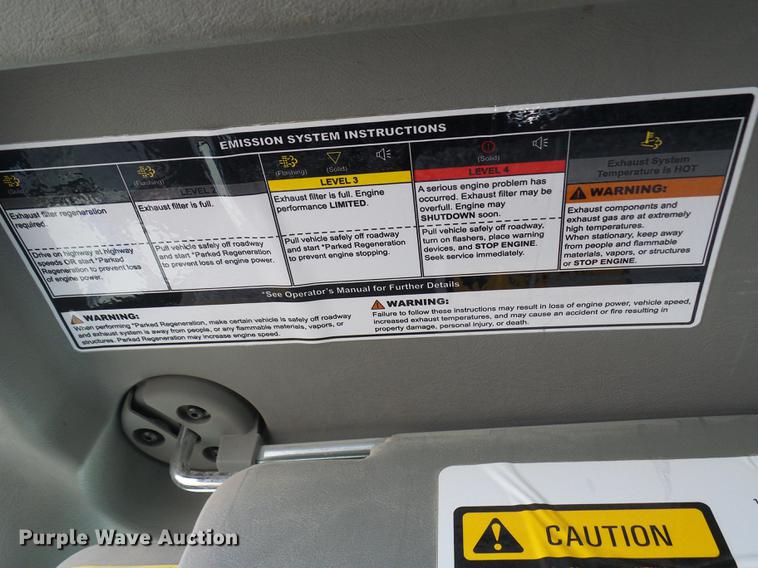 EMISSION SYSTEM INSTRUCTIONS
(Flashing)
LEVEL 2
(Flashing) (Solid)
LEVEL 3
(Solid)
LEVEL 4
Exhaust System
Temperature is HOT
Exhaust filter regeneration
required.
Drive on highway at highway
speeds OR start *Parked
Regeneration to prevent loss
of engine power.
Exhaust filter is full.
Pull vehicle safely off roadway
and start *Parked Regeneration
to prevent loss of engine power.
Exhaust filter is full. Engine
performance LIMITED.
Pull vehicle safely off roadway
and start *Parked Regeneration
to prevent engine stopping.
A serious engine problem has
occurred. Exhaust filter may be
overfull. Engine may
SHUTDOWN soon.
Pull vehicle safely off roadway,
turn on flashers, place warning
devices, and STOP ENGINE.
Seek service immediately.
WARNING:
Exhaust components and
exhaust gas are at extremely
high temperatures.
When stationary, keep away
from people and flammable
materials, vapors, or structures
or STOP ENGINE.
*See Operator's Manual for Further Details
WARNING:
When performing *Parked Regeneration, make certain vehicle is safely off roadway
and exhaust system is away from people, or any flammable materials, vapors, or
structures. Parked Regeneration may increase engine speed.
WARNING:
Failure to follow these instructions may result in loss of engine power, vehicle speed,
increased exhaust temperatures, and may cause an accident or fire resulting in
property damage, personal injury, or death.
CAUTION
Purple Wave Auction